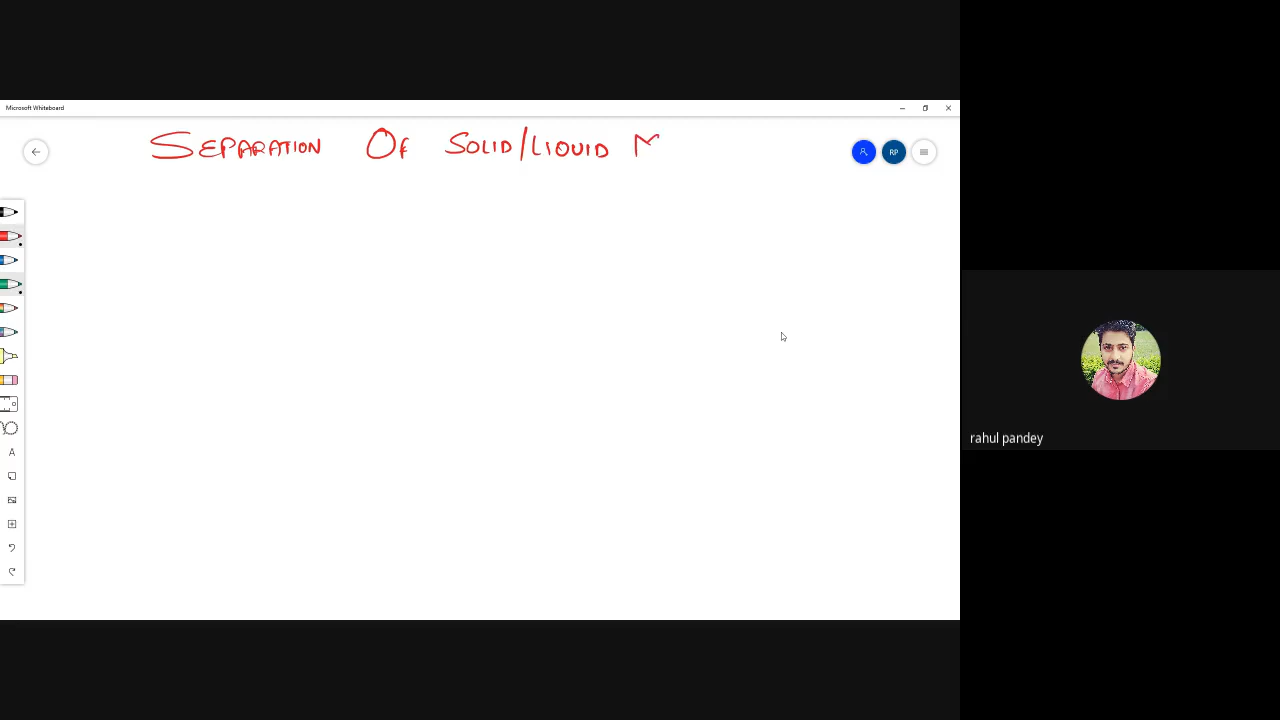 Microsoft Whiteboard
SEPARATION OF SOLID/LIQUID M
RP
A
rahul pandey